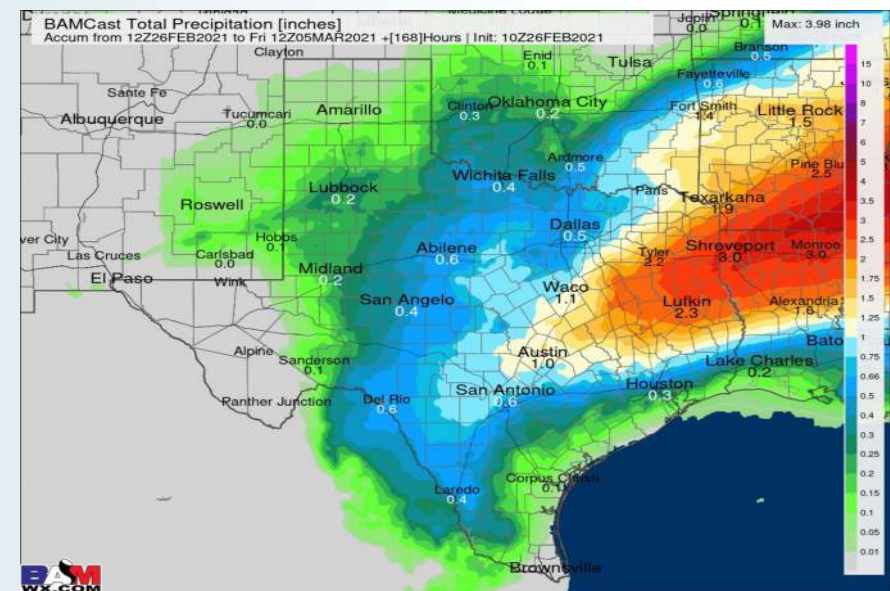 BAMCast Total Precipitation [inches]
Accum from 12Z26FEB2021 to Fri 12Z05MAR2021 +[168]Hours | Init: 10Z26FEB2021
Max: 3.98 inch
Joplin
0.0
0.1
Branson
0.5
Clayton
Enid
0.1
Tulsa
Fayetteville
0.6
Santa Fe
Albuquerque
Tucumcari
0.0
Amarillo
Clinton
0.3
Oklahoma City
0.2
Fort Smith
1.4
Little Rock
1.5
Ardmore
0.5
Pine Blu
2.5
Roswell
Lubbock
0.2
Wichita Falls
0.4
Paris
Texarkana
1.9
ver City
Las Cruces
Carlsbad
0.0
Hobbs
0.1
Abilene
0.6
Dallas
0.5
Tyler
2.2
Shreveport
3.0
Monroe
3.0
El Paso
Wink
Midland
0.2
San Angelo
0.4
Waco
1.1
Lufkin
2.3
Alexandria
1.6
Alpine
Sanderson
0.1
Austin
1.0
Lake Charles
0.2
Bato
Panther Junction
Del Rio
0.6
San Antonio
0.6
Houston
0.3
Laredo
0.4
Corpus Christi
0.1
Brownsville
15
10
8
7
6
5
4
3.5
3
2.5
2
1.75
1.5
1.25
1
0.75
0.66
0.5
0.4
0.3
0.25
0.2
0.15
0.1
0.05
0.01
BAM
WX.COM